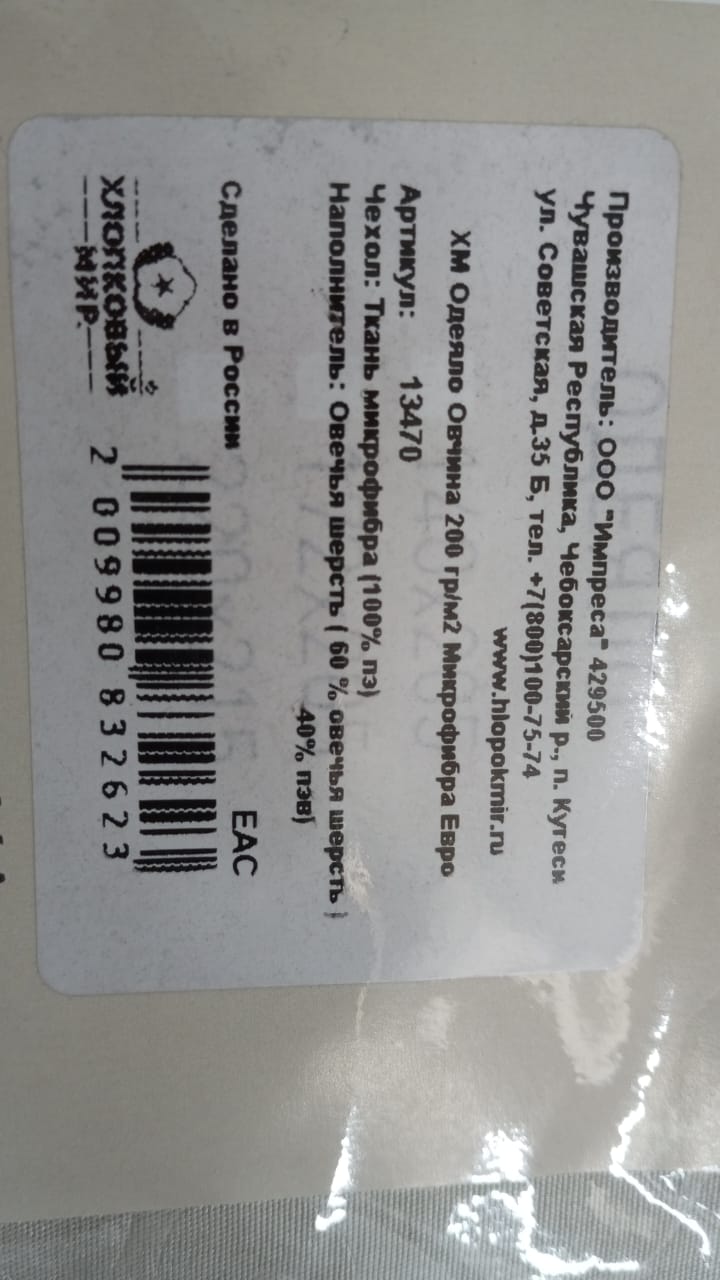 Производитель: ООО "Импреса" 429500
Чувашская Республика, Чебоксарский р., п. Кугеси
ул. Советская, д.35 Б, тел. +7(800)100-75-74
www.hlopokmir.ru
ХМ Одеяло Овчина 200 гр/м2 Микрофибра Евро
Артикул: 13470
Чехол: Ткань микрофибра (100% пэ)
Наполнитель: Овечья шерсть ( 60 % овечья шерсть )
40% пэв)
Сделано в России
ЕАС
ХЛОПКОВЫЙ
МИР
2 009980 832623